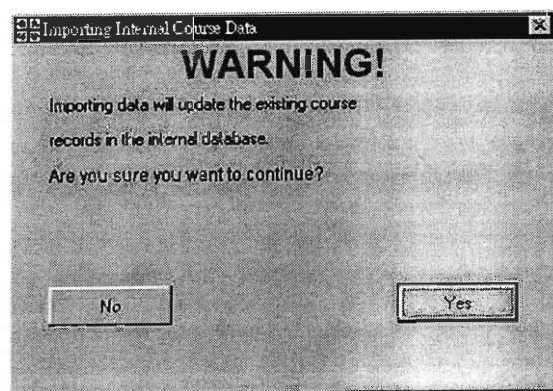 Importing Internal Course Data
WARNING!
Importing data will update the existing course
records in the internal database.
Are you sure you want to continue?
No
Yes